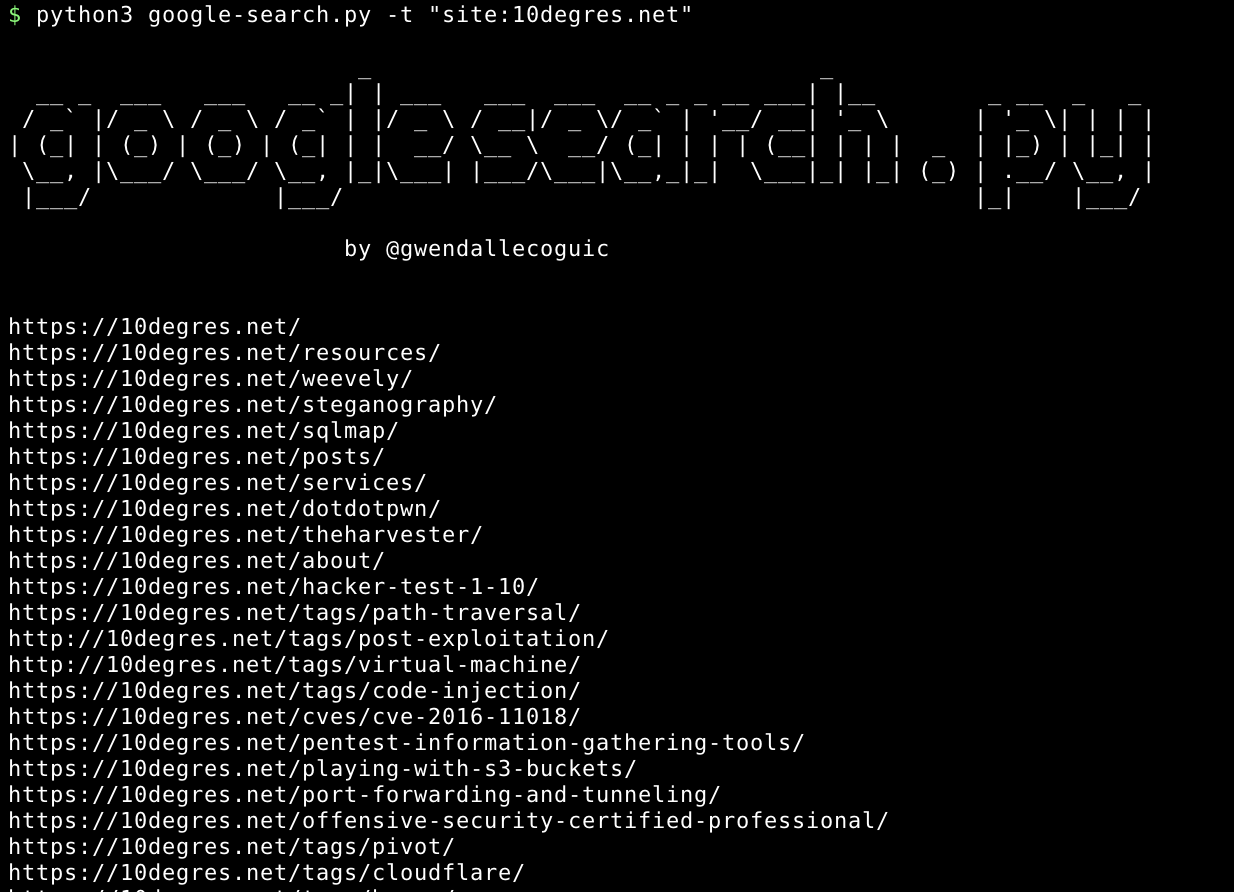 $ python3 google-search.py -t "site:10degres.net"
googlesearch.py
by @gwendallecoguic
https://10degres.net/
https://10degres.net/resources/
https://10degres.net/weevely/
https://10degres.net/steganography/
https://10degres.net/sqlmap/
https://10degres.net/posts/
https://10degres.net/services/
https://10degres.net/dotdotpwn/
https://10degres.net/theharvester/
https://10degres.net/about/
https://10degres.net/hacker-test-1-10/
https://10degres.net/tags/path-traversal/
http://10degres.net/tags/post-exploitation/
http://10degres.net/tags/virtual-machine/
https://10degres.net/tags/code-injection/
https://10degres.net/cves/cve-2016-11018/
https://10degres.net/pentest-information-gathering-tools/
https://10degres.net/playing-with-s3-buckets/
https://10degres.net/port-forwarding-and-tunneling/
https://10degres.net/offensive-security-certified-professional/
https://10degres.net/tags/pivot/
https://10degres.net/tags/cloudflare/